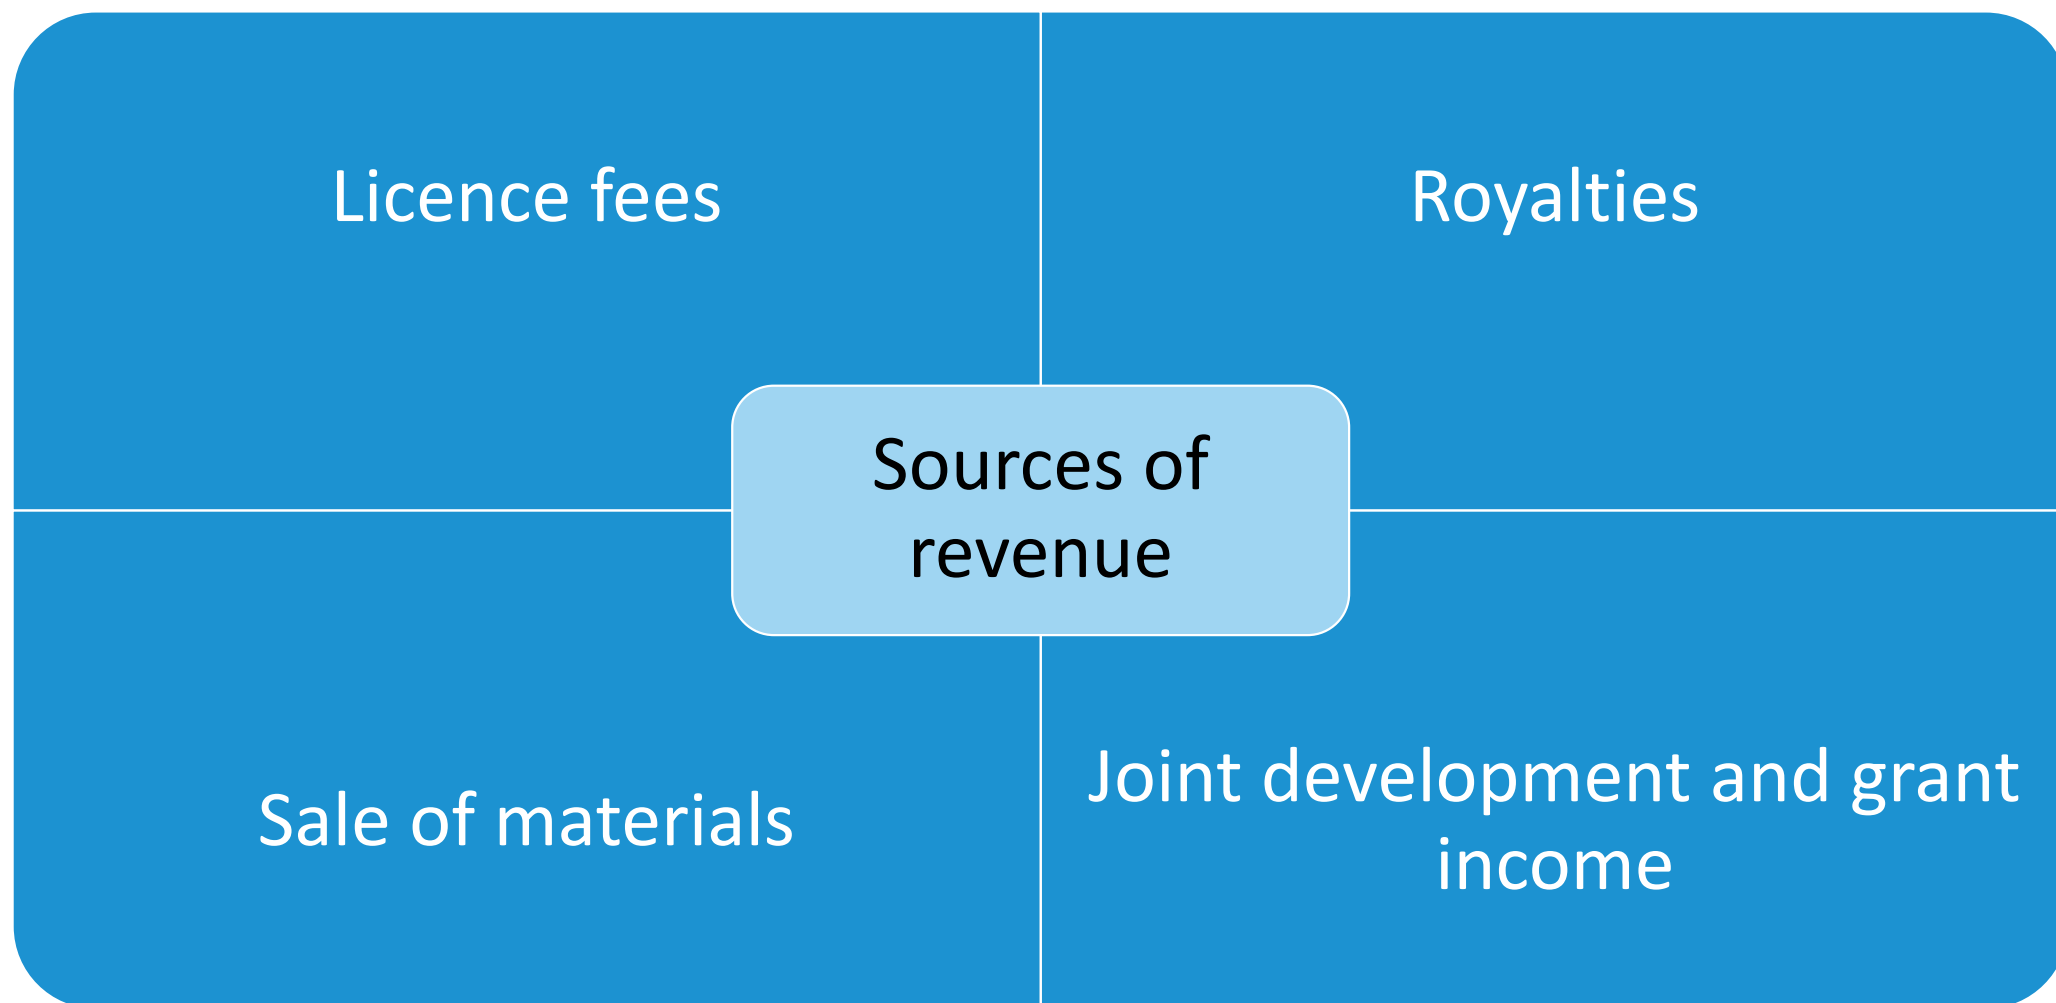 Licence fees
Royalties
Sources of
revenue
Sale of materials
Joint development and grant
income